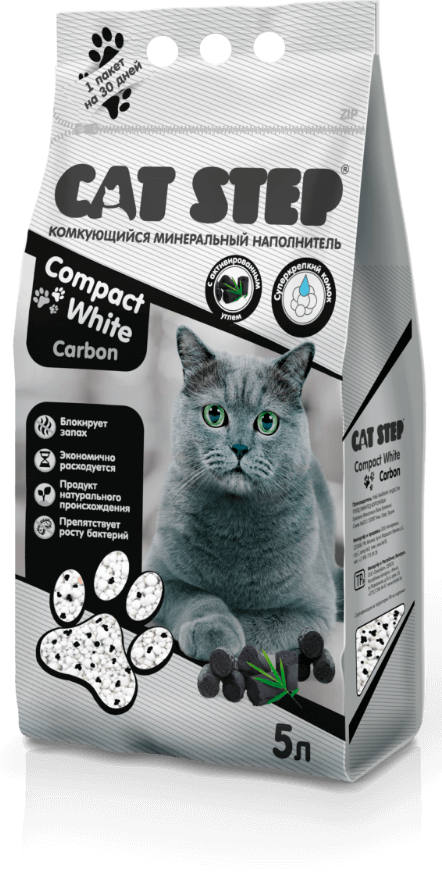 1 пакет
на 30 дней
ZIP
CAT STEP®
КОМКУЮЩИЙСЯ МИНЕРАЛЬНЫЙ НАПОЛНИТЕЛЬ
Compact
White
Carbon
с активированным
углем
Суперкрепкий комок
Блокирует
запах
Экономично
расходуется
Продукт
натурального
происхождения
Препятствует
росту бактерий
5л
CAT STEP
Compact White
Carbon